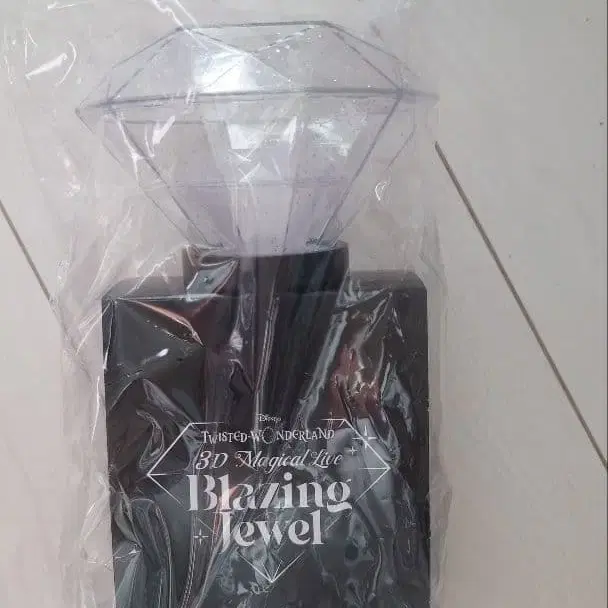 Disney
TWISTED-WONDERLAND
3D Magical Live
Blazing
Jewel